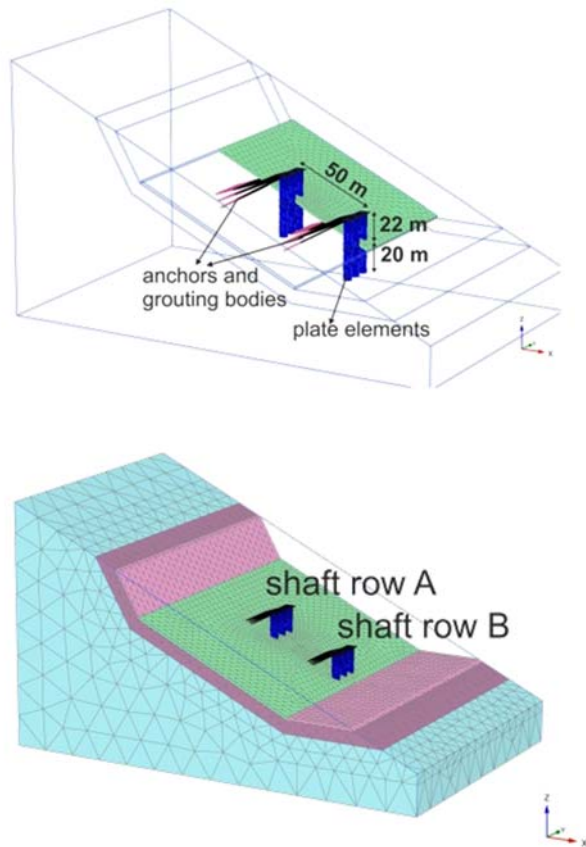 50 m
22 m
20 m
anchors and
grouting bodies
plate elements
z
Y
X
shaft row A
shaft row B
Z
Y
X